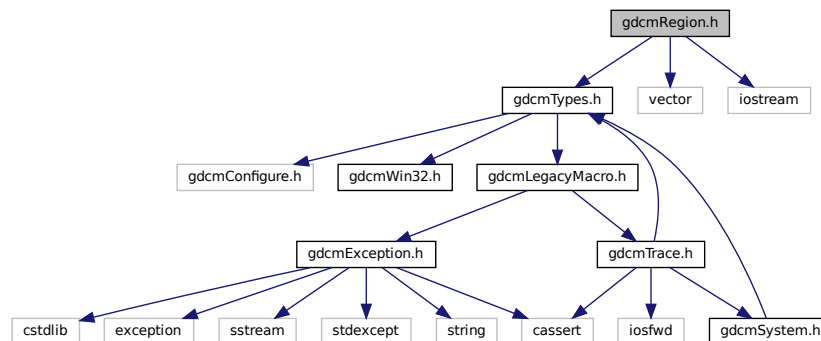 gdcmRegion.h
gdcmTypes.h
vector
iostream
gdcmConfigure.h
gdcmWin32.h
gdcmLegacyMacro.h
gdcmException.h
gdcmTrace.h
cstdlib
exception
sstream
stdexcept
string
cassert
iosfwd
gdcmSystem.h